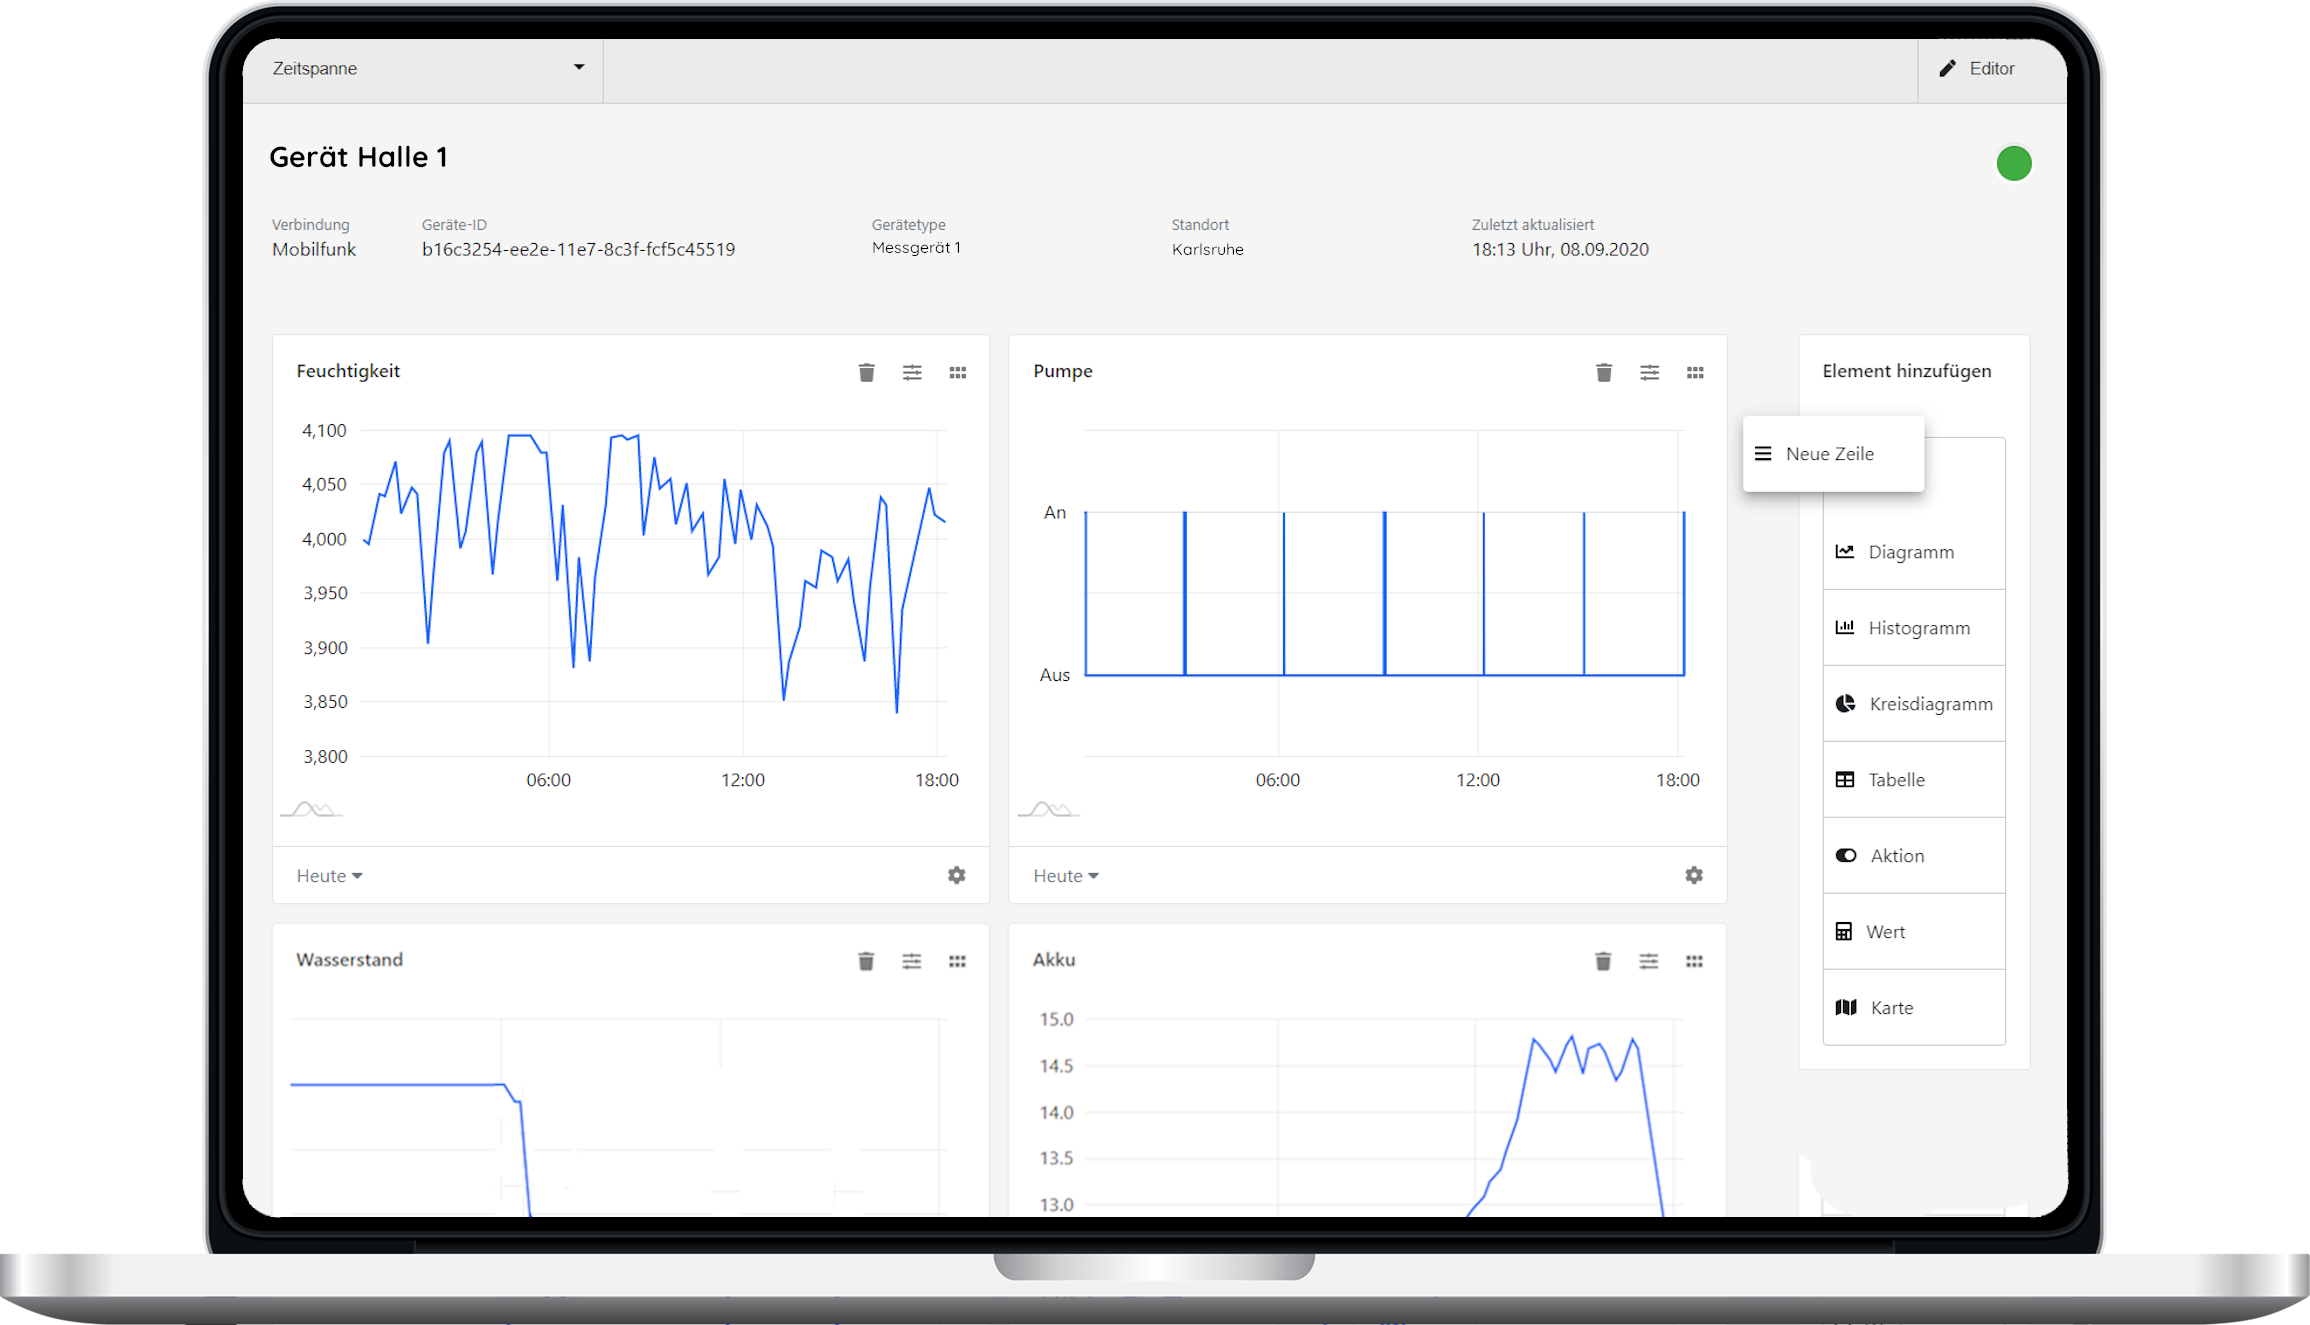 Zeitspanne
Editor
Gerät Halle 1
Verbindung Geräte-ID Gerätetype Standort Zuletzt aktualisiert
Mobilfunk b16c3254-ee2e-11e7-8c3f-fcf5c45519 Messgerät 1 Karlsruhe 18:13 Uhr, 08.09.2020
Feuchtigkeit
4,100
4,050
4,000
3,950
3,900
3,850
3,800
06:00 12:00 18:00
Heute
Pumpe
An
Aus
06:00 12:00 18:00
Heute
Wasserstand
Akku
15.0
14.5
14.0
13.5
13.0
Element hinzufügen
Neue Zeile
Diagramm
Histogramm
Kreisdiagramm
Tabelle
Aktion
Wert
Karte